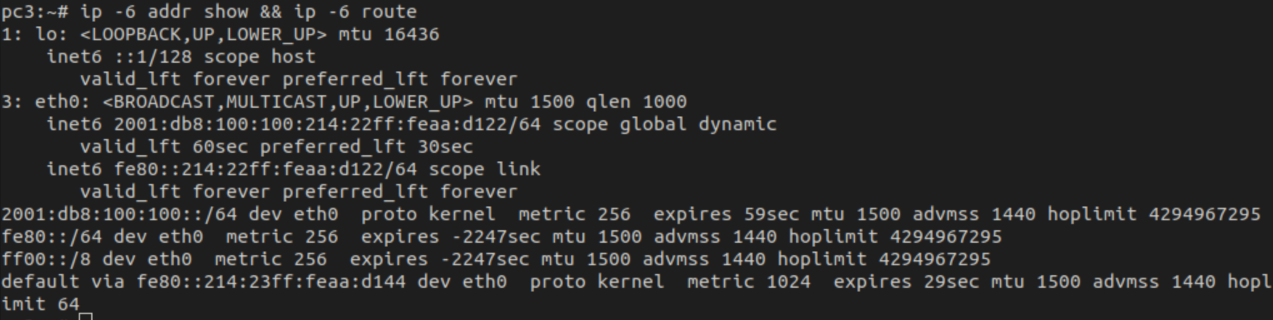 pc3:~# ip -6 addr show && ip -6 route
1: lo: <LOOPBACK,UP,LOWER_UP> mtu 16436
    inet6 ::1/128 scope host
       valid_lft forever preferred_lft forever
3: eth0: <BROADCAST,MULTICAST,UP,LOWER_UP> mtu 1500 qlen 1000
    inet6 2001:db8:100:100:214:22ff:feaa:d122/64 scope global dynamic
       valid_lft 60sec preferred_lft 30sec
    inet6 fe80::214:22ff:feaa:d122/64 scope link
       valid_lft forever preferred_lft forever
2001:db8:100:100::/64 dev eth0  proto kernel  metric 256  expires 59sec mtu 1500 advmss 1440 hoplimit 4294967295
fe80::/64 dev eth0  metric 256  expires -2247sec mtu 1500 advmss 1440 hoplimit 4294967295
ff00::/8 dev eth0  metric 256  expires -2247sec mtu 1500 advmss 1440 hoplimit 4294967295
default via fe80::214:23ff:feaa:d144 dev eth0  proto kernel  metric 1024  expires 29sec mtu 1500 advmss 1440 hopl
imit 64